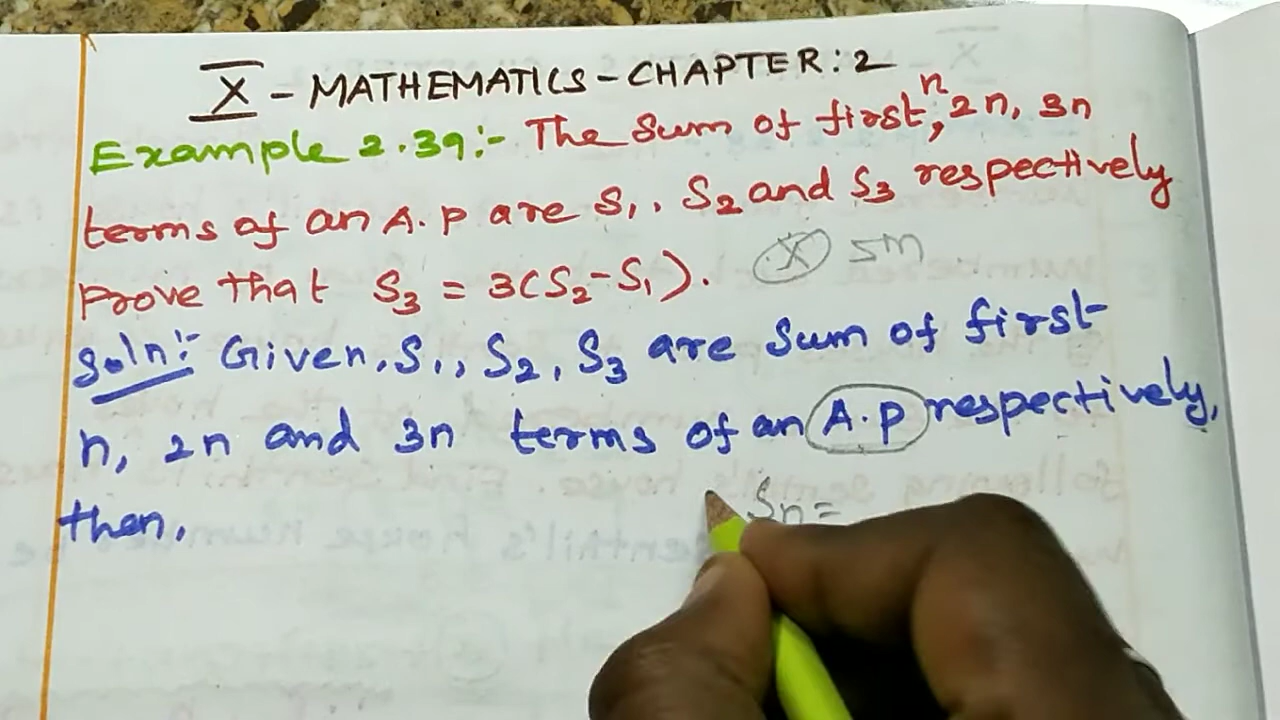 X - MATHEMATICS - CHAPTER: 2
Example 2.39:- The Sum of first n, 2n, 3n
terms of an A.P are S1, S2 and S3 respectively
prove that S3 = 3(S2-S1). X 5m
Soln:- Given, S1, S2, S3 are Sum of first
n, 2n and 3n terms of an A.P respectively,
then, Sn =